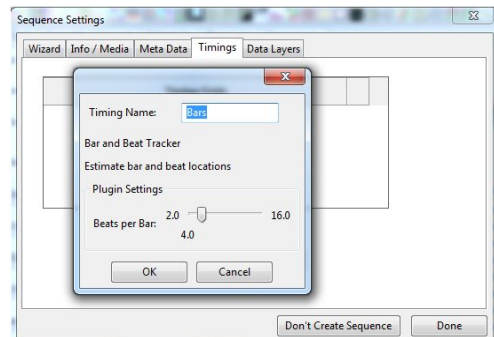 Sequence Settings
Wizard Info / Media Meta Data Timings Data Layers
Timing Name: Bars
Bar and Beat Tracker
Estimate bar and beat locations
Plugin Settings
Beats per Bar: 2.0 16.0
4.0
OK Cancel
Don't Create Sequence Done